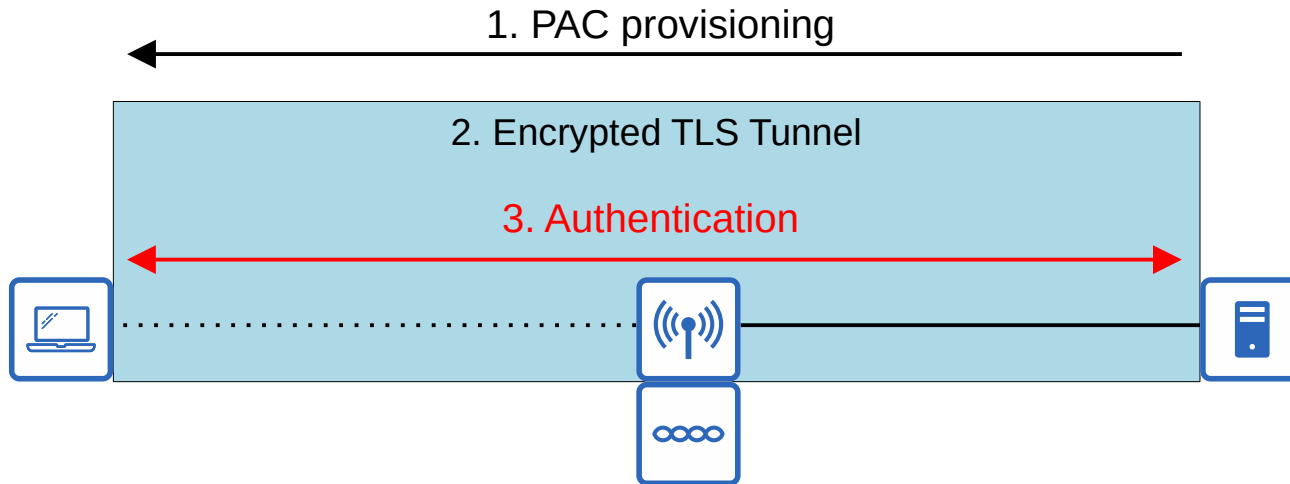 1. PAC provisioning
2. Encrypted TLS Tunnel
3. Authentication